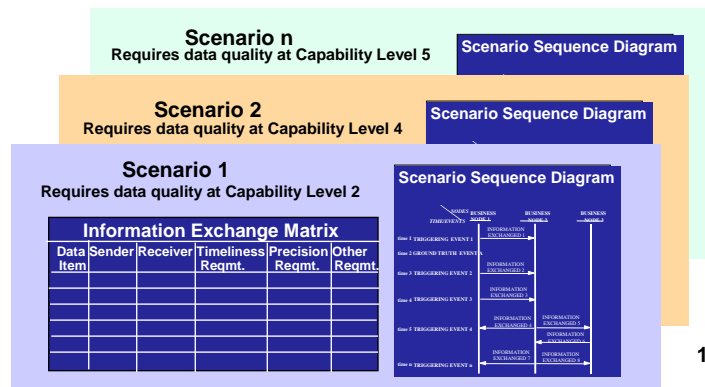 Scenario n
Requires data quality at Capability Level 5
Scenario Sequence Diagram
Scenario 2
Requires data quality at Capability Level 4
Scenario Sequence Diagram
Scenario 1
Requires data quality at Capability Level 2
Information Exchange Matrix
Data Sender Receiver Timeliness Precision Other
Item Reqmt. Reqmt. Reqmt.
Scenario Sequence Diagram
NODES BUSINESS BUSINESS BUSINESS
TIME/EVENTS NODE 1 NODE 2 NODE 3
INFORMATION
time 1 TRIGGERING EVENT 1 EXCHANGED 1
time 2 GROUND TRUTH EVENT A
INFORMATION
time 3 TRIGGERING EVENT 2 EXCHANGED 2
INFORMATION
time 4 TRIGGERING EVENT 3 EXCHANGED 3
INFORMATION INFORMATION
time 5 TRIGGERING EVENT 4 EXCHANGED 4 EXCHANGED 5
INFORMATION
EXCHANGED 6
INFORMATION INFORMATION
time n TRIGGERING EVENT n EXCHANGED 7 EXCHANGED 8
1